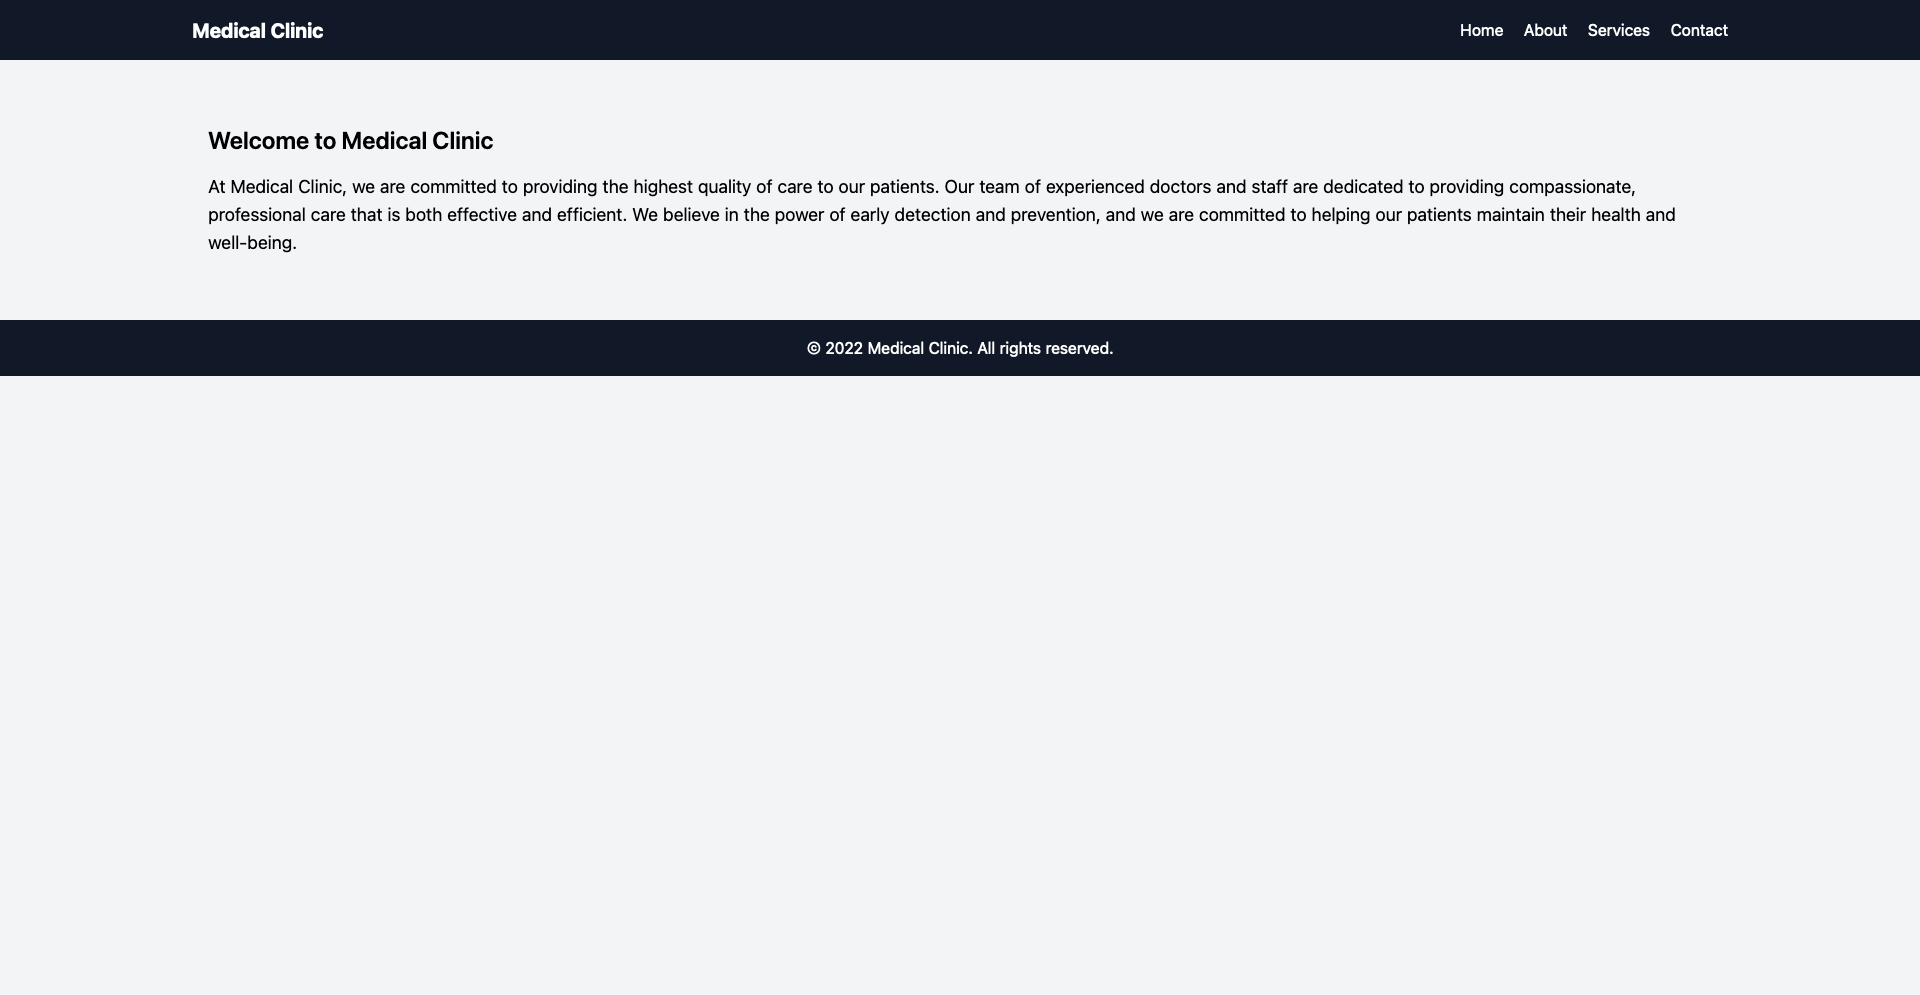 Medical Clinic
Home About Services Contact
Welcome to Medical Clinic
At Medical Clinic, we are committed to providing the highest quality of care to our patients. Our team of experienced doctors and staff are dedicated to providing compassionate,
professional care that is both effective and efficient. We believe in the power of early detection and prevention, and we are committed to helping our patients maintain their health and
well-being.
© 2022 Medical Clinic. All rights reserved.